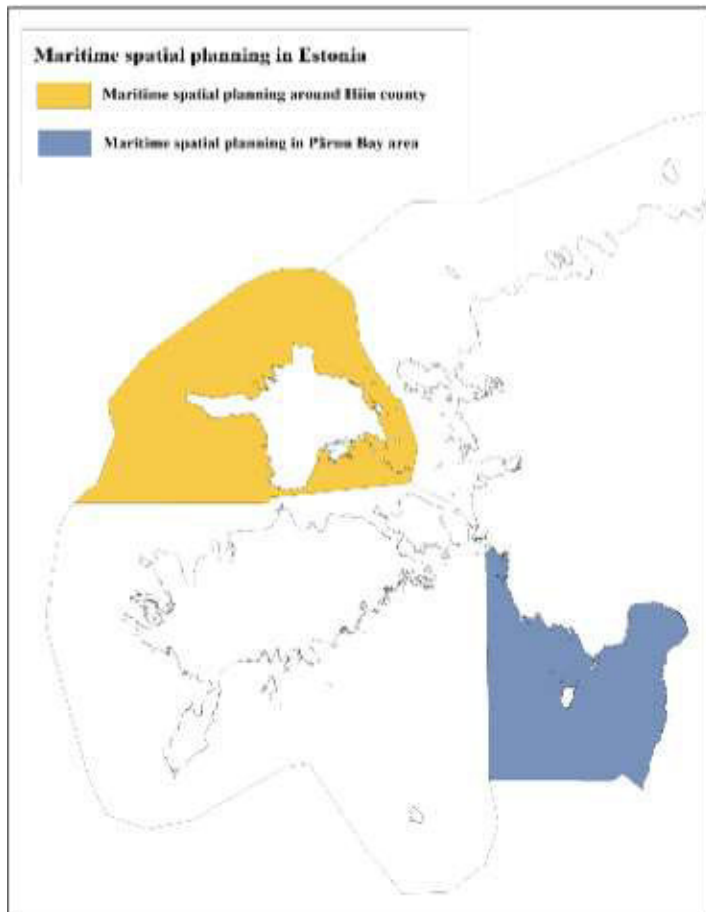 Maritime spatial planning in Estonia
Maritime spatial planning around Hiiu county
Maritime spatial planning in Pärnu Bay area